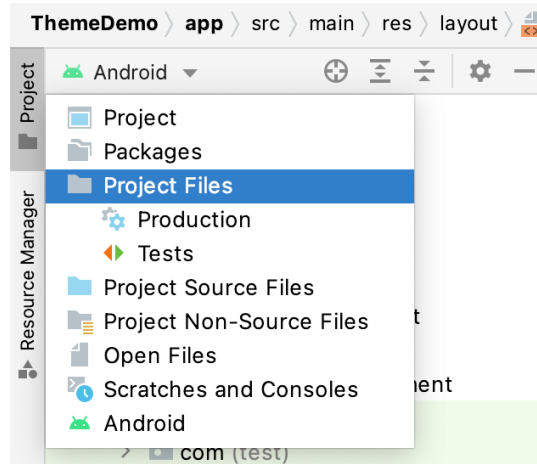 ThemeDemo 〉 app 〉 src 〉 main 〉 res 〉 layout 〉
Project
Android
Project
Packages
Project Files
Production
Tests
Project Source Files
Project Non-Source Files
Open Files
Scratches and Consoles
Android
Resource Manager
t
ment
com (test)